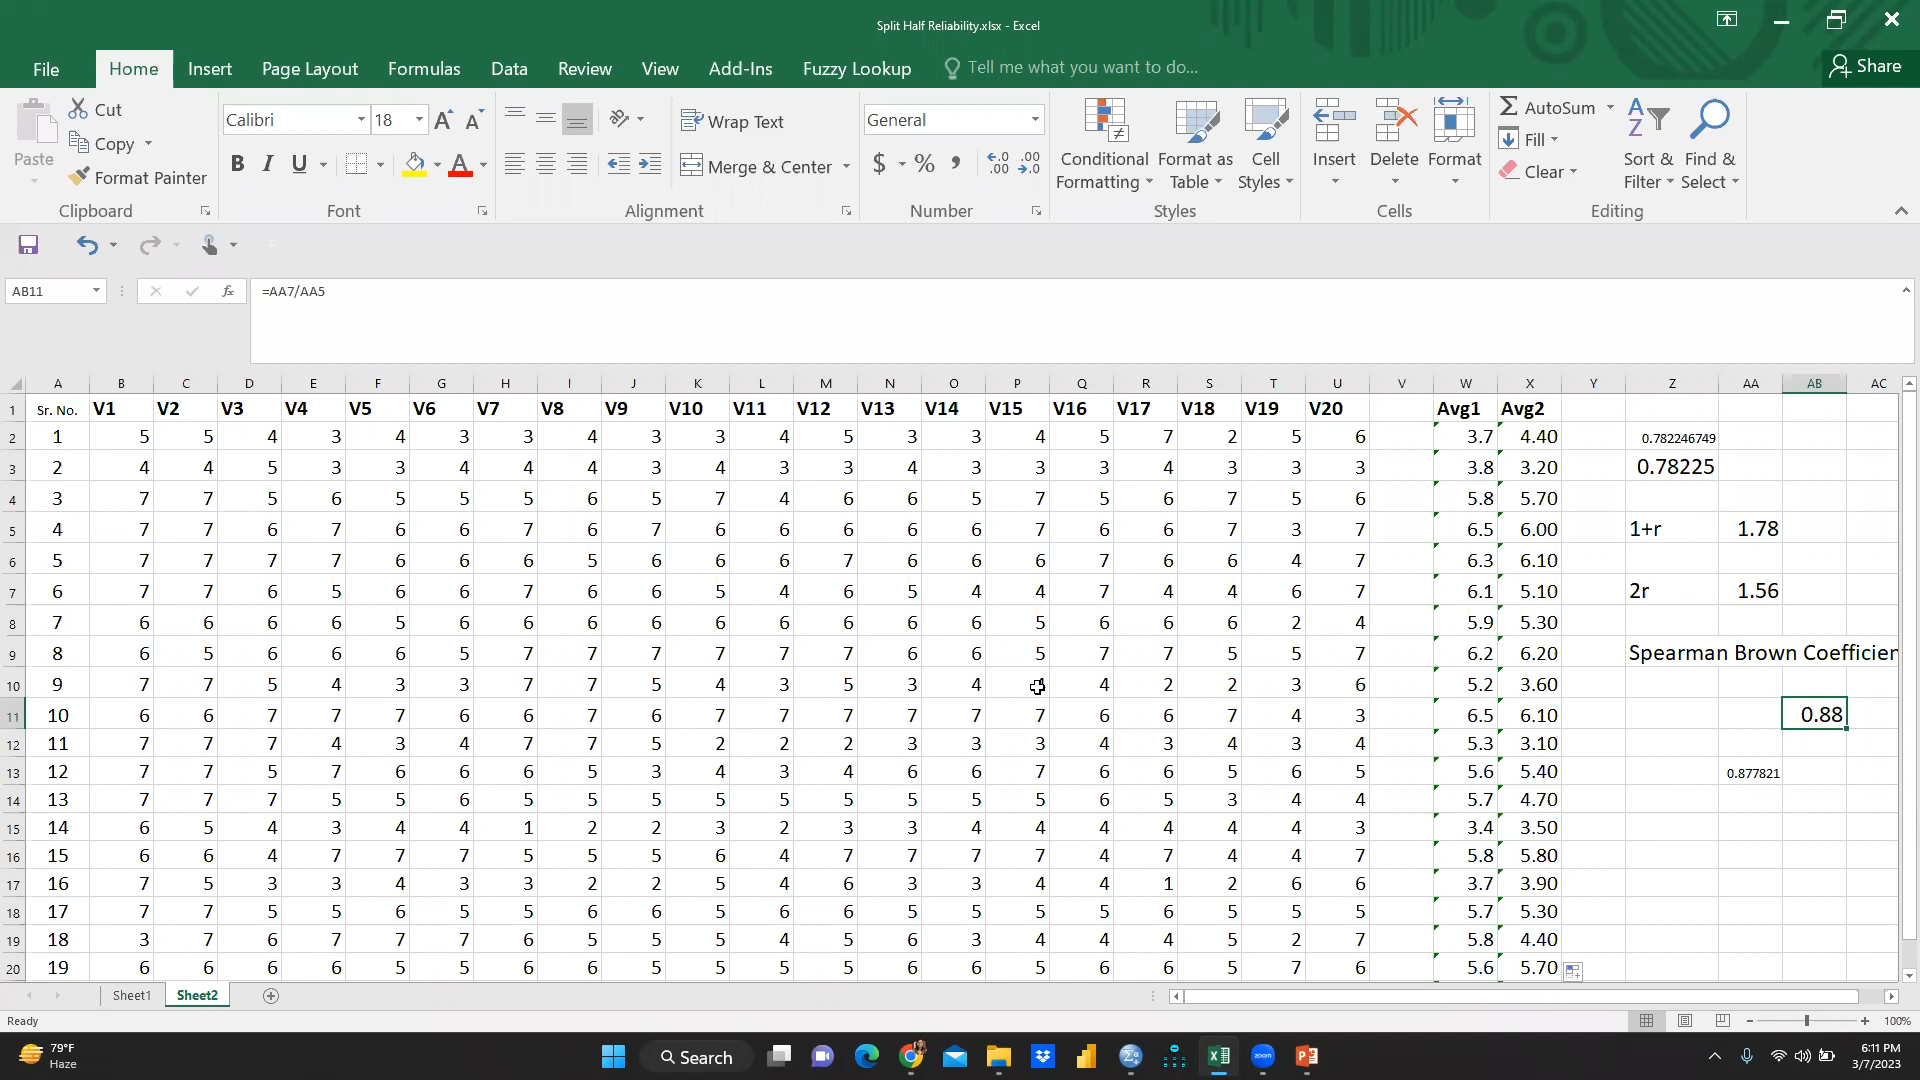 Split Half Reliability.xlsx - Excel
File Home Insert Page Layout Formulas Data Review View Add-Ins Fuzzy Lookup Tell me what you want to do... Share
Paste
Cut
Copy
Format Painter
Clipboard
Calibri 18
B I U
Font
Wrap Text
Merge & Center
Alignment
General
$ % ,
Number
Conditional Formatting
Format as Table
Cell Styles
Styles
Insert Delete Format
Cells
AutoSum
Fill
Clear
Sort & Filter
Find & Select
Editing
AB11 fx =AA7/AA5
A B C D E F G H I J K L M N O P Q R S T U V W X Y Z AA AB AC
1 Sr. No. V1 V2 V3 V4 V5 V6 V7 V8 V9 V10 V11 V12 V13 V14 V15 V16 V17 V18 V19 V20 Avg1 Avg2
2 1 5 5 4 3 4 3 3 4 3 3 4 5 3 3 4 5 7 2 5 6 3.7 4.40 0.782246749
3 2 4 4 5 3 3 4 4 4 3 4 3 3 4 3 3 3 4 3 3 3 3.8 3.20 0.78225
4 3 7 7 5 6 5 5 5 6 5 7 4 6 6 5 7 5 6 7 5 6 5.8 5.70
5 4 7 7 6 7 6 6 7 6 7 6 6 6 6 6 7 6 6 7 3 7 6.5 6.00 1+r 1.78
6 5 7 7 7 7 6 6 6 5 6 6 6 7 6 6 6 7 6 6 4 7 6.3 6.10
7 6 7 7 6 5 6 6 7 6 6 5 4 6 5 4 4 7 4 4 6 7 6.1 5.10 2r 1.56
8 7 6 6 6 6 5 6 6 6 6 6 6 6 6 6 5 6 6 6 2 4 5.9 5.30
9 8 6 5 6 6 6 5 7 7 7 7 7 7 6 6 5 7 7 5 5 7 6.2 6.20 Spearman Brown Coefficien
10 9 7 7 5 4 3 3 7 7 5 4 3 5 3 4 4 2 2 3 6 5.2 3.60
11 10 6 6 7 7 7 6 6 7 6 7 7 7 7 7 7 6 6 7 4 3 6.5 6.10 0.88
12 11 7 7 7 4 3 4 7 7 5 2 2 2 3 3 3 4 3 4 3 4 5.3 3.10
13 12 7 7 5 7 6 6 6 5 3 4 3 4 6 6 7 6 6 5 6 5 5.6 5.40 0.877821
14 13 7 7 7 5 5 6 5 5 5 5 5 5 5 5 5 6 5 3 4 4 5.7 4.70
15 14 6 5 4 3 4 4 1 2 2 3 2 3 3 4 4 4 4 4 4 3 3.4 3.50
16 15 6 6 4 7 7 7 5 5 5 6 4 7 7 7 7 4 7 4 4 7 5.8 5.80
17 16 7 5 3 3 4 3 3 2 2 5 4 6 3 3 4 4 1 2 6 6 3.7 3.90
18 17 7 7 5 5 6 5 5 6 6 5 6 6 5 5 5 5 6 5 5 5 5.7 5.30
19 18 3 7 6 7 7 7 6 5 5 5 4 5 6 3 4 4 4 5 2 7 5.8 4.40
20 19 6 6 6 6 5 5 6 5 5 5 5 5 6 6 5 6 6 5 7 6 5.6 5.70
Sheet1 Sheet2
Ready 100%
79°F
Haze
Search
zoom
6:11 PM
3/7/2023